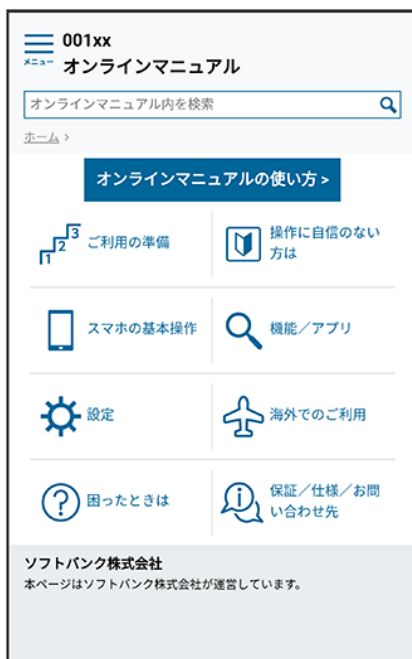 001xx
メニュー
オンラインマニュアル
オンラインマニュアル内を検索
ホーム ›
オンラインマニュアルの使い方 >
1 2 3
ご利用の準備
操作に自信のない
方は
スマホの基本操作
機能／アプリ
設定
海外でのご利用
?
困ったときは
i
保証／仕様／お問
い合わせ先
ソフトバンク株式会社
本ページはソフトバンク株式会社が運営しています。